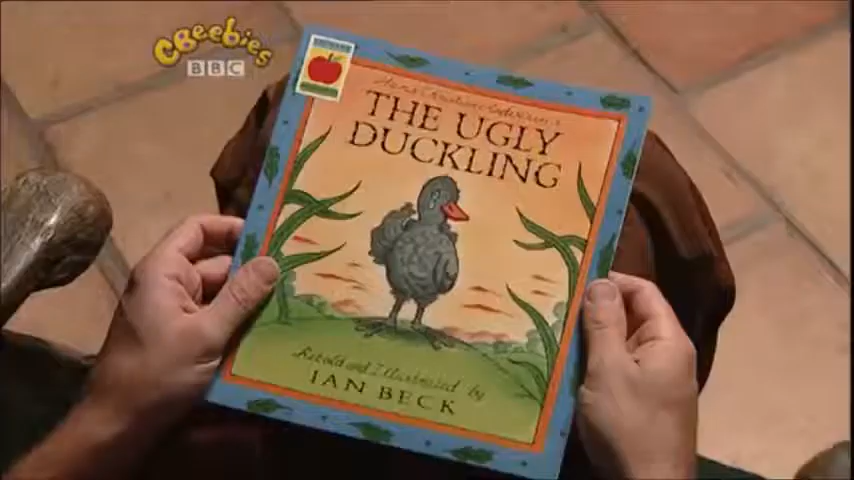 CBeebies
BBC
Hans Christian Andersen's
THE UGLY
DUCKLING
Retold and Illustrated by
IAN BECK